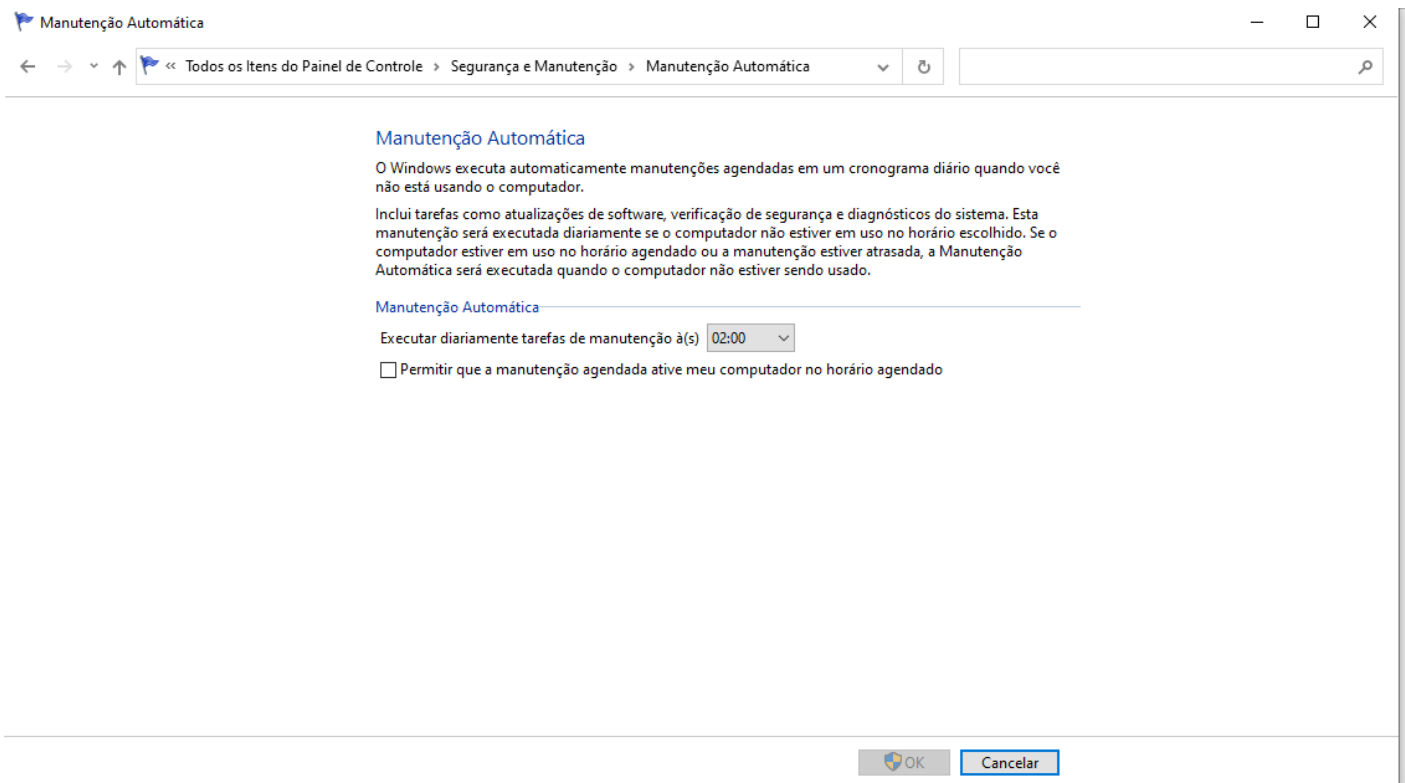 Manutenção Automática
« Todos os Itens do Painel de Controle > Segurança e Manutenção > Manutenção Automática
Manutenção Automática
O Windows executa automaticamente manutenções agendadas em um cronograma diário quando você
não está usando o computador.
Inclui tarefas como atualizações de software, verificação de segurança e diagnósticos do sistema. Esta
manutenção será executada diariamente se o computador não estiver em uso no horário escolhido. Se o
computador estiver em uso no horário agendado ou a manutenção estiver atrasada, a Manutenção
Automática será executada quando o computador não estiver sendo usado.
Manutenção Automática
Executar diariamente tarefas de manutenção à(s) 02:00
Permitir que a manutenção agendada ative meu computador no horário agendado
OK Cancelar